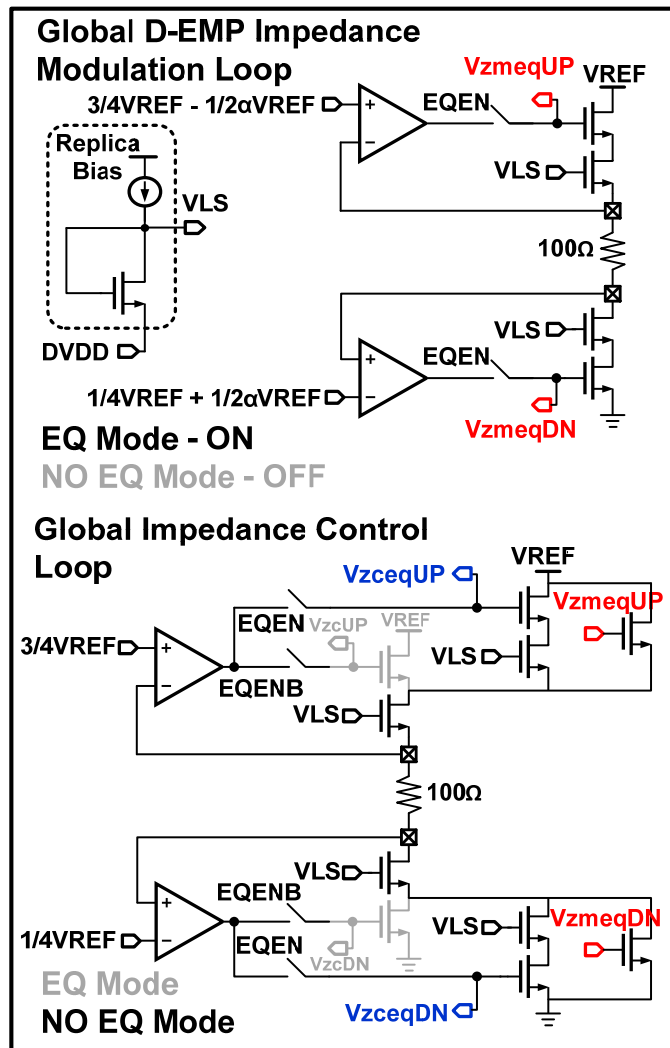 Global D-EMP Impedance
Modulation Loop
VzmeqUP
VREF
3/4VREF - 1/2αVREF
+
EQEN
−
VLS
Replica
Bias
VLS
100Ω
DVDD
VLS
+
EQEN
1/4VREF + 1/2αVREF
−
VzmeqDN
EQ Mode - ON
NO EQ Mode - OFF
Global Impedance Control
Loop
VREF
VzceqUP
VzmeqUP
EQEN
VzcUP
VREF
3/4VREF
+
VLS
EQENB
−
VLS
100Ω
VLS
+
EQENB
VLS
VzmeqDN
1/4VREF
−
EQEN
VzcDN
EQ Mode
NO EQ Mode
VzceqDN